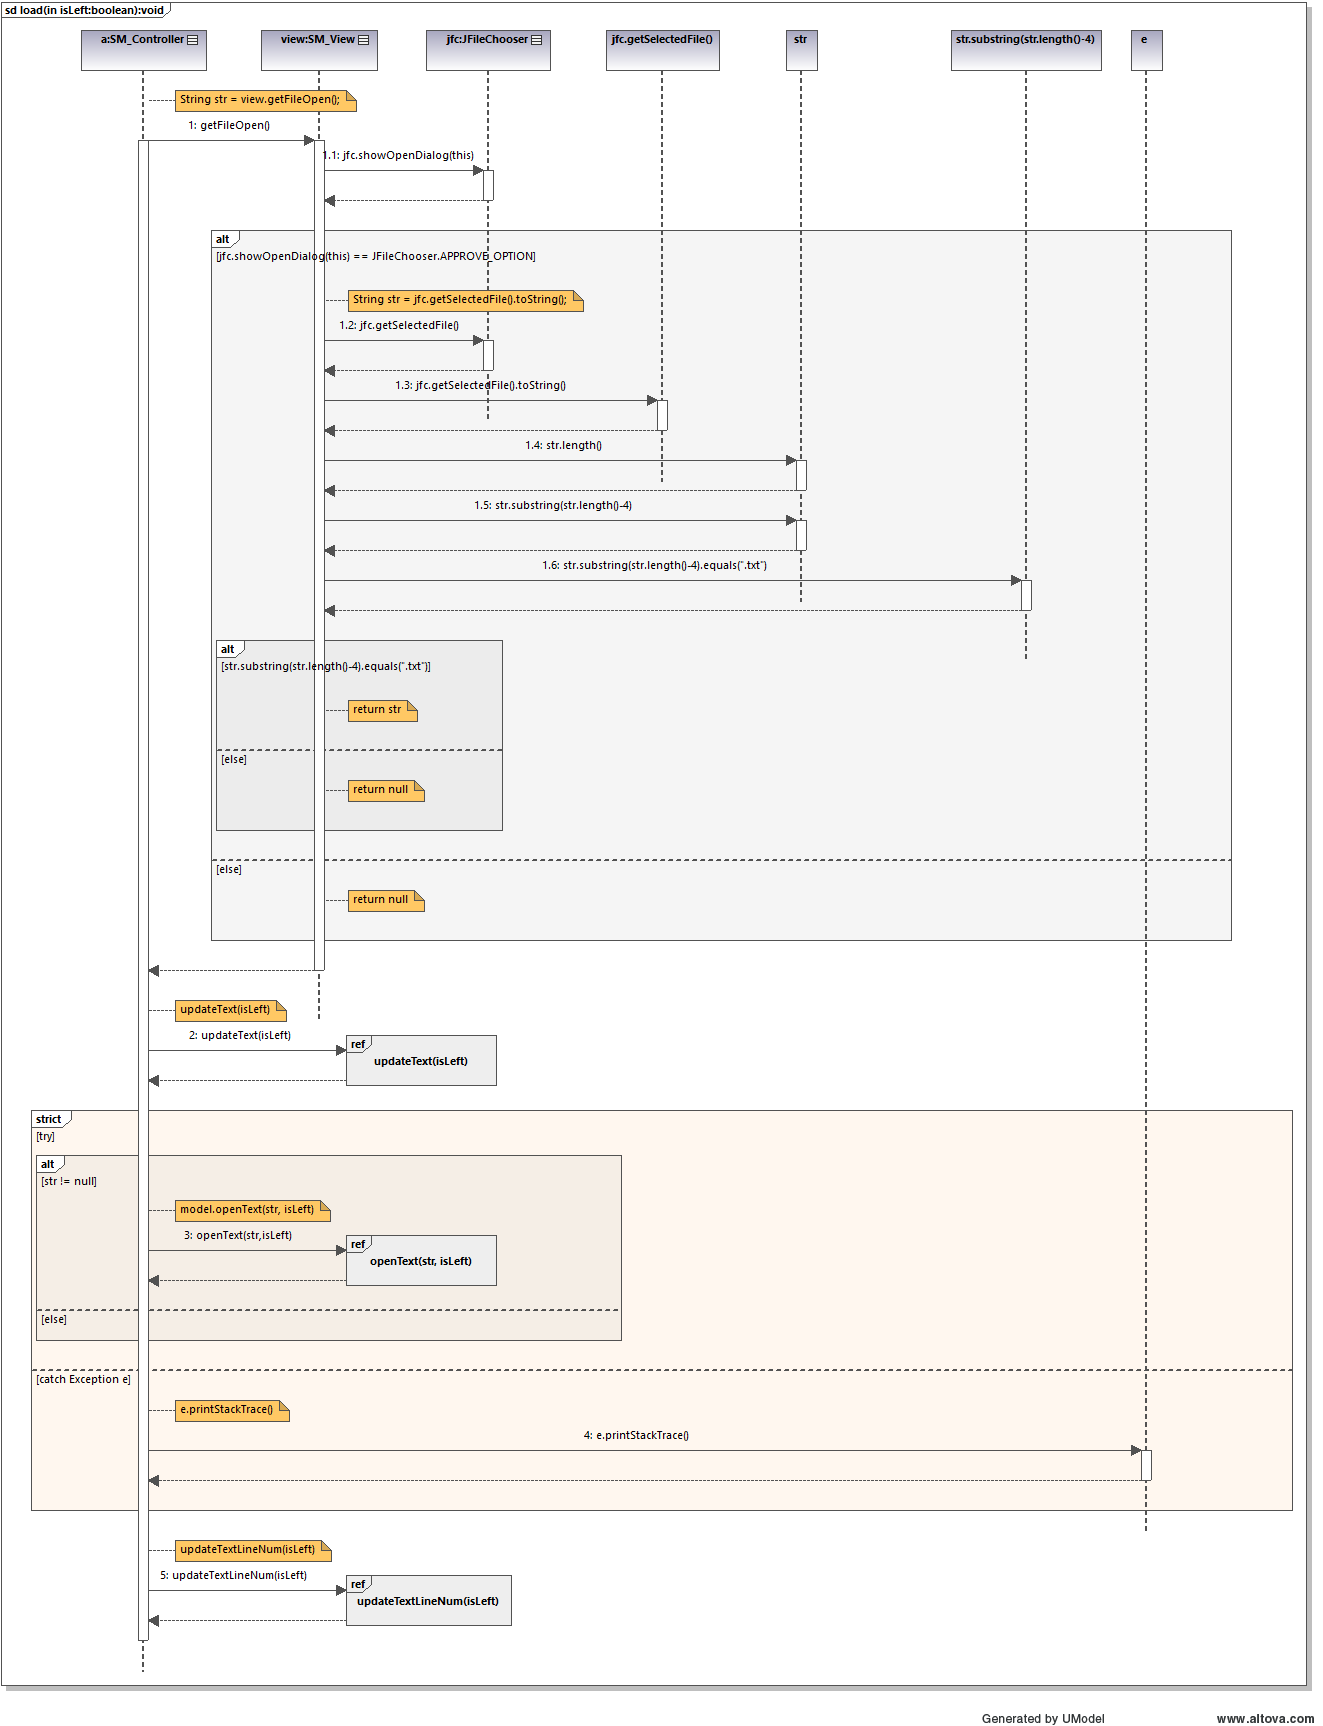 sd load(in isLeft:boolean):void
a:SM_Controller
view:SM_View
jfc:JFileChooser
jfc.getSelectedFile()
str
str.substring(str.length()-4)
e
String str = view.getFileOpen();
1: getFileOpen()
1.1: jfc.showOpenDialog(this)
alt
[jfc.showOpenDialog(this) == JFileChooser.APPROVE_OPTION]
String str = jfc.getSelectedFile().toString();
1.2: jfc.getSelectedFile()
1.3: jfc.getSelectedFile().toString()
1.4: str.length()
1.5: str.substring(str.length()-4)
1.6: str.substring(str.length()-4).equals(".txt")
alt
[str.substring(str.length()-4).equals(".txt")]
return str
[else]
return null
[else]
return null
updateText(isLeft)
2: updateText(isLeft)
ref
updateText(isLeft)
strict
[try]
alt
[str != null]
model.openText(str, isLeft)
3: openText(str,isLeft)
ref
openText(str, isLeft)
[else]
[catch Exception e]
e.printStackTrace()
4: e.printStackTrace()
updateTextLineNum(isLeft)
5: updateTextLineNum(isLeft)
ref
updateTextLineNum(isLeft)
Generated by UModel
www.altova.com